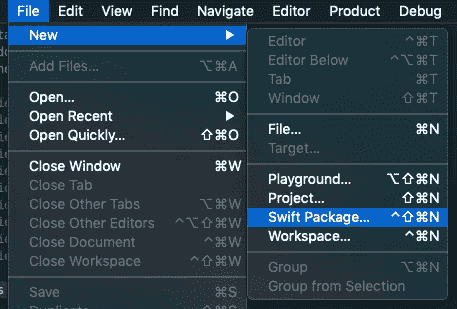 File Edit View Find Navigate Editor Product Debug
New
Add Files... ⌥⌘A
Open... ⌘O
Open Recent
Open Quickly... ⇧⌘O
Close Window ⌘W
Close Tab
Close Other Tabs ⌥⌘W
Close Other Editors ^⌥⇧⌘W
Close Document ^⌘W
Close Workspace ^⇧⌘W
Save ⌘S
Editor ^⌘T
Editor Below ^⌥⌘T
Tab ⌘T
Window ⇧⌘T
File... ⌘N
Target...
Playground... ⌥⇧⌘N
Project... ⇧⌘N
Swift Package... ^⇧⌘N
Workspace... ^⌘N
Group ⌥⌘N
Group from Selection